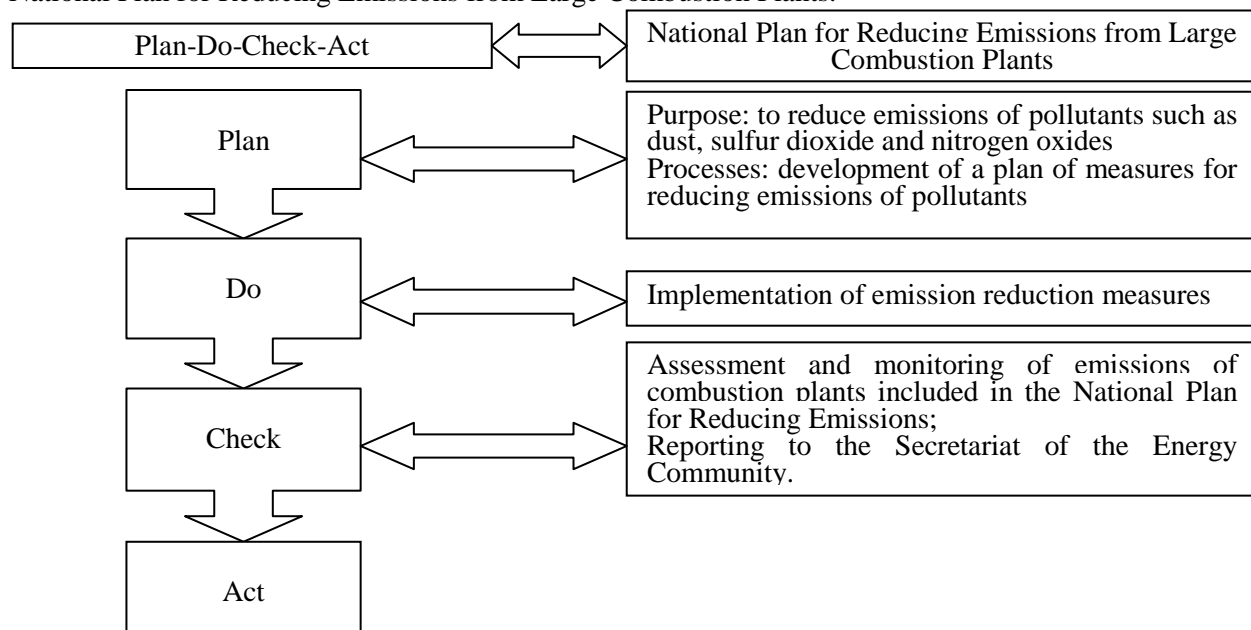 National Plan for Reducing Emissions from Large Combustion Plants.
Plan-Do-Check-Act
National Plan for Reducing Emissions from Large
Combustion Plants
Plan
Purpose: to reduce emissions of pollutants such as
dust, sulfur dioxide and nitrogen oxides
Processes: development of a plan of measures for
reducing emissions of pollutants
Do
Implementation of emission reduction measures
Check
Assessment and monitoring of emissions of
combustion plants included in the National Plan
for Reducing Emissions;
Reporting to the Secretariat of the Energy
Community.
Act